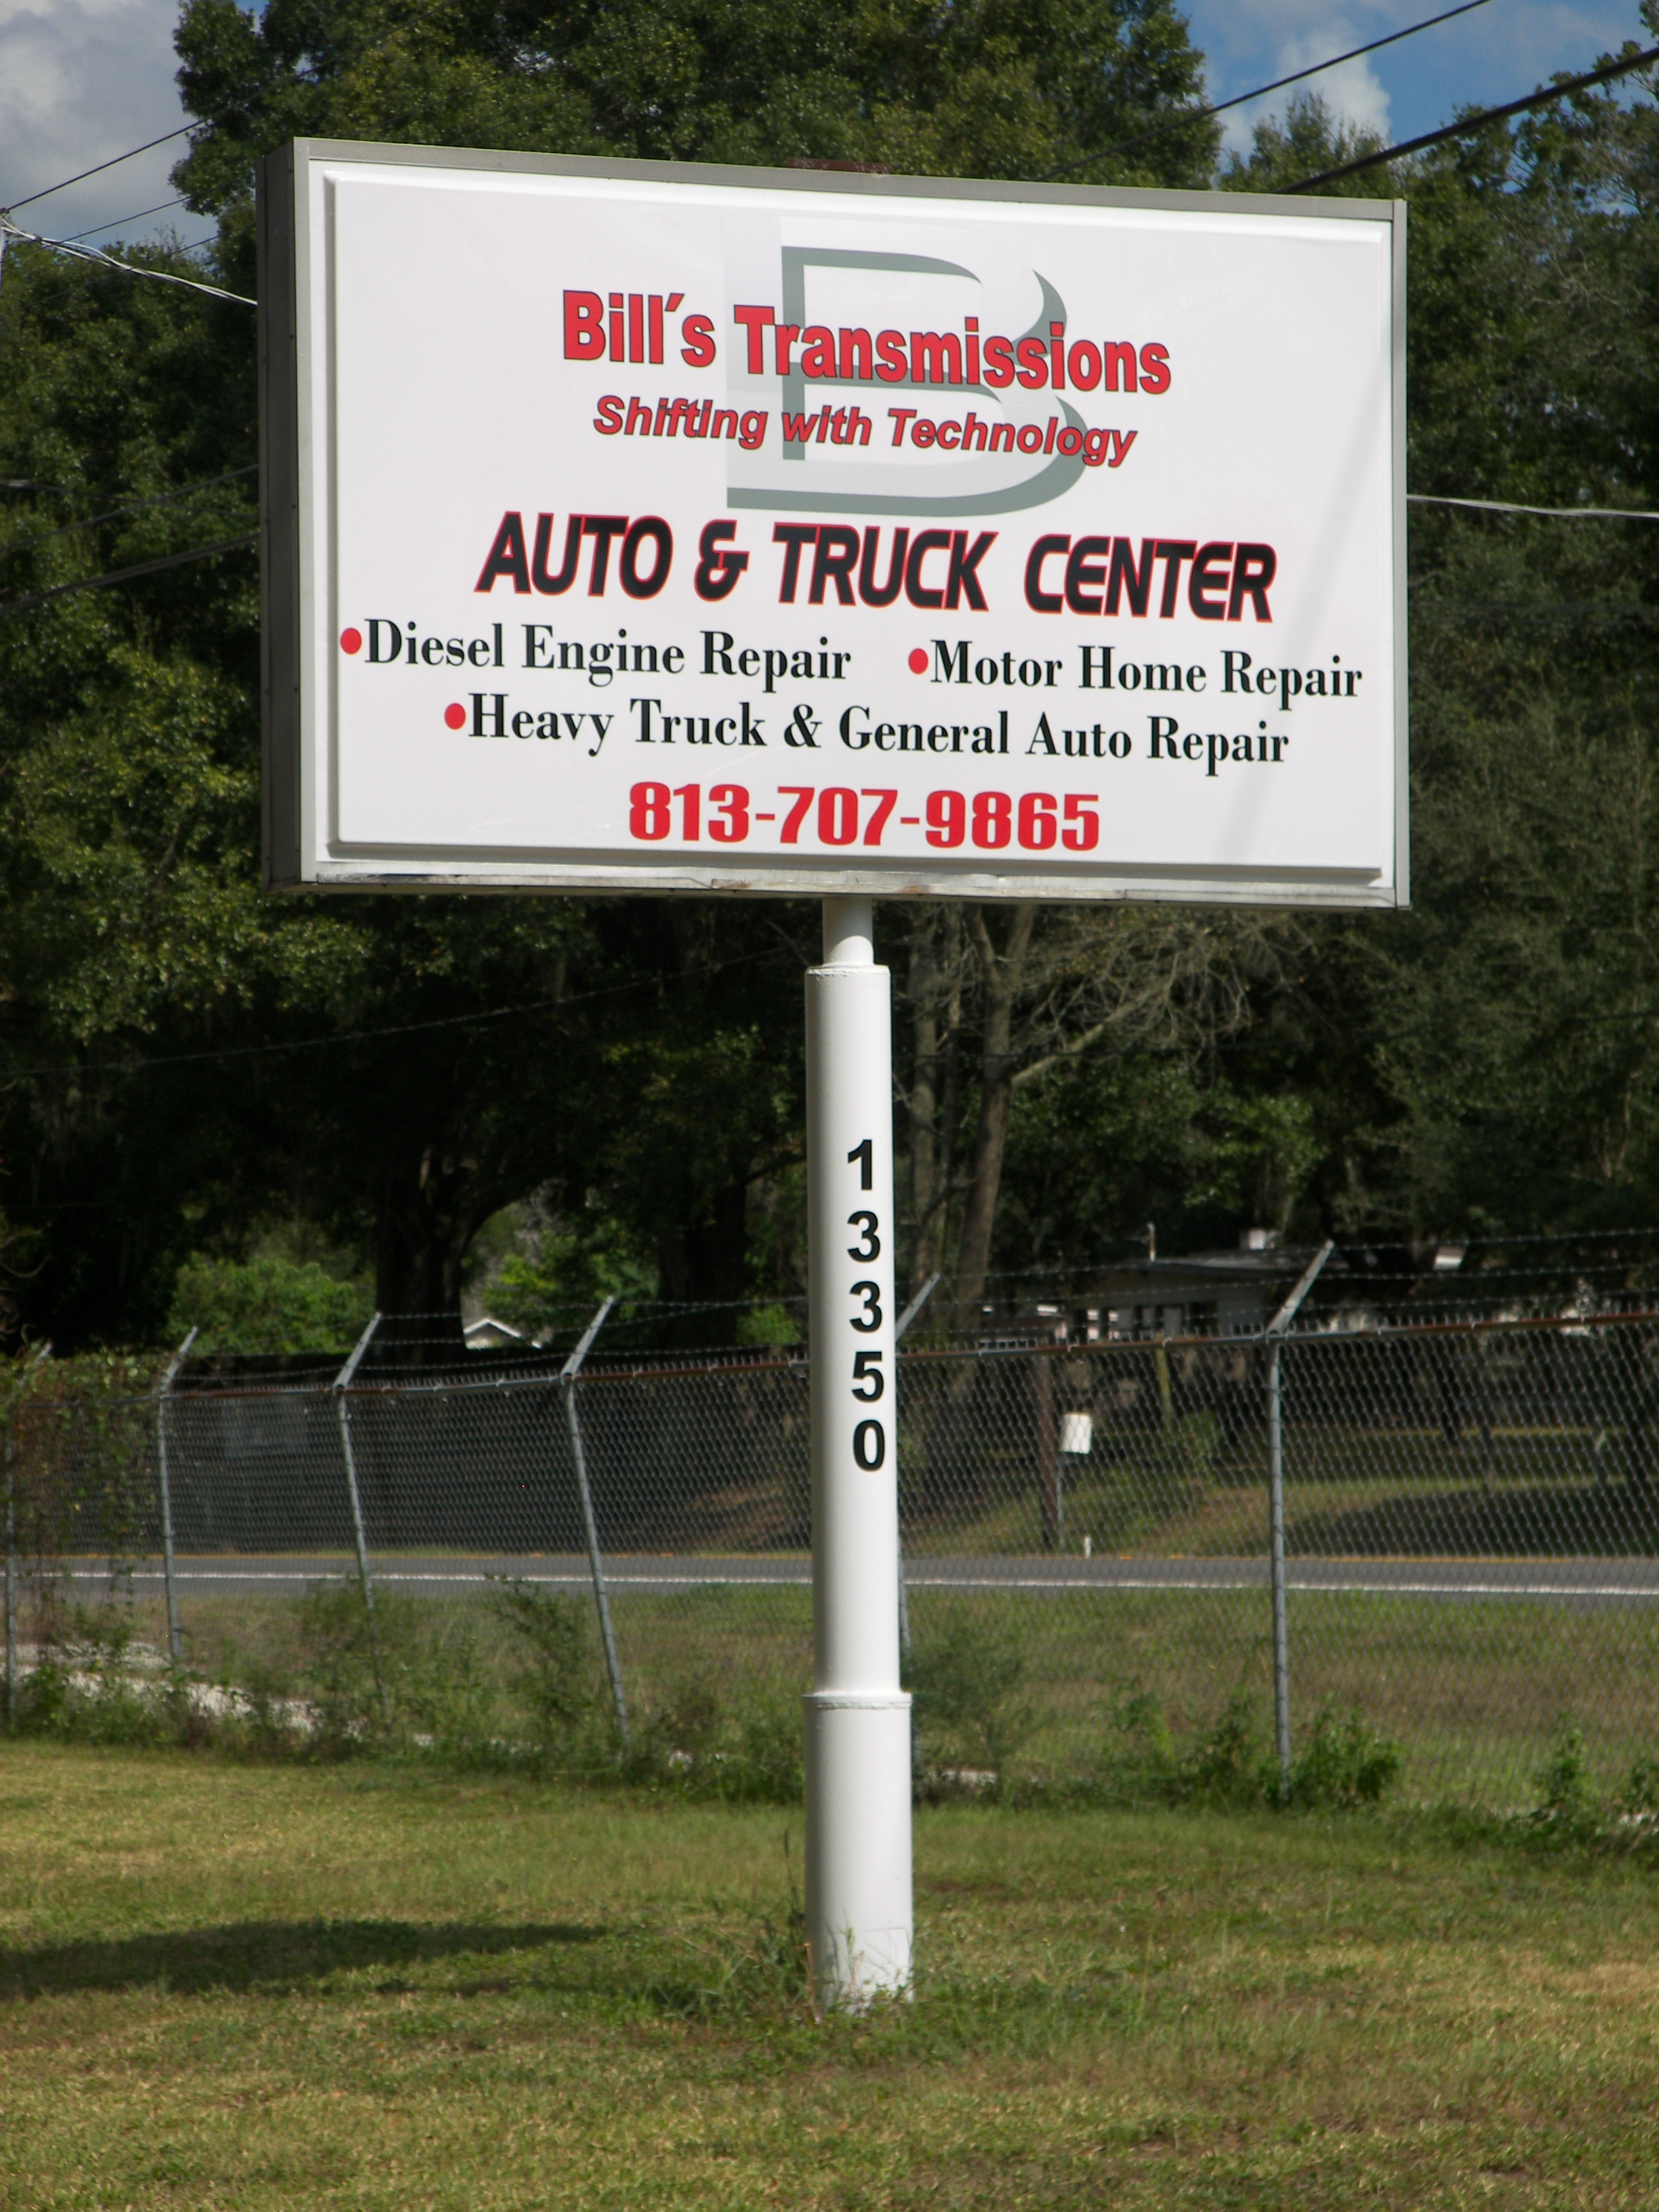 B
Bill's Transmissions
Shifting with Technology
AUTO & TRUCK CENTER
•Diesel Engine Repair •Motor Home Repair
•Heavy Truck & General Auto Repair
813-707-9865
13350